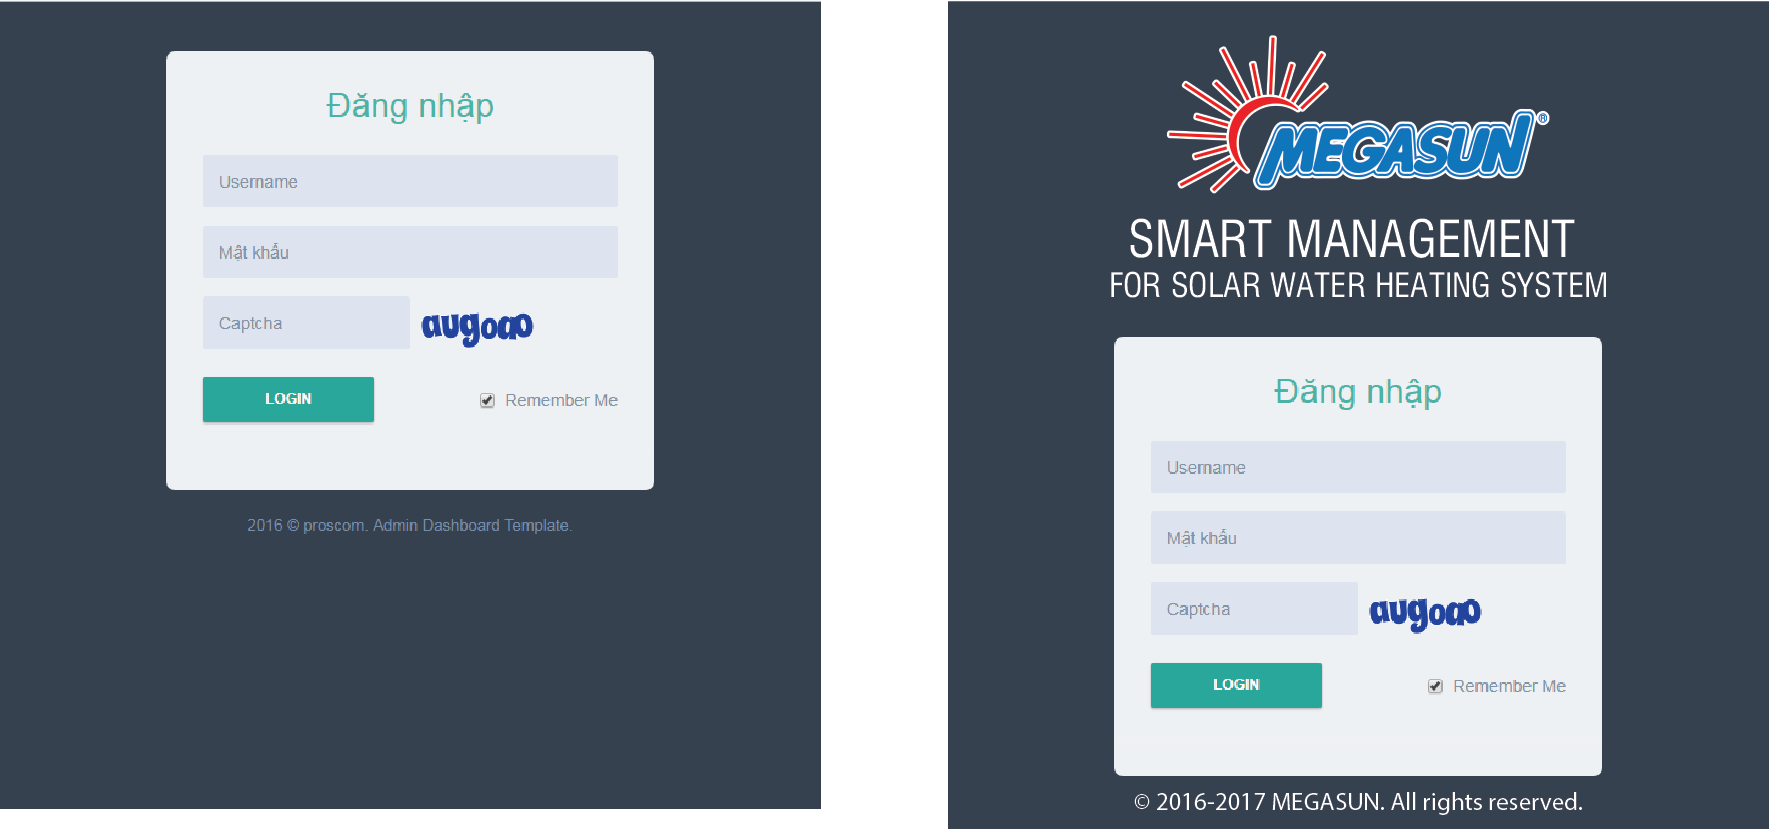 Đăng nhập
Username
Mật khẩu
Captcha
augoao
LOGIN
Remember Me
2016 © proscom. Admin Dashboard Template.
MEGASUN®
SMART MANAGEMENT
FOR SOLAR WATER HEATING SYSTEM
Đăng nhập
Username
Mật khẩu
Captcha
augoao
LOGIN
Remember Me
© 2016-2017 MEGASUN. All rights reserved.